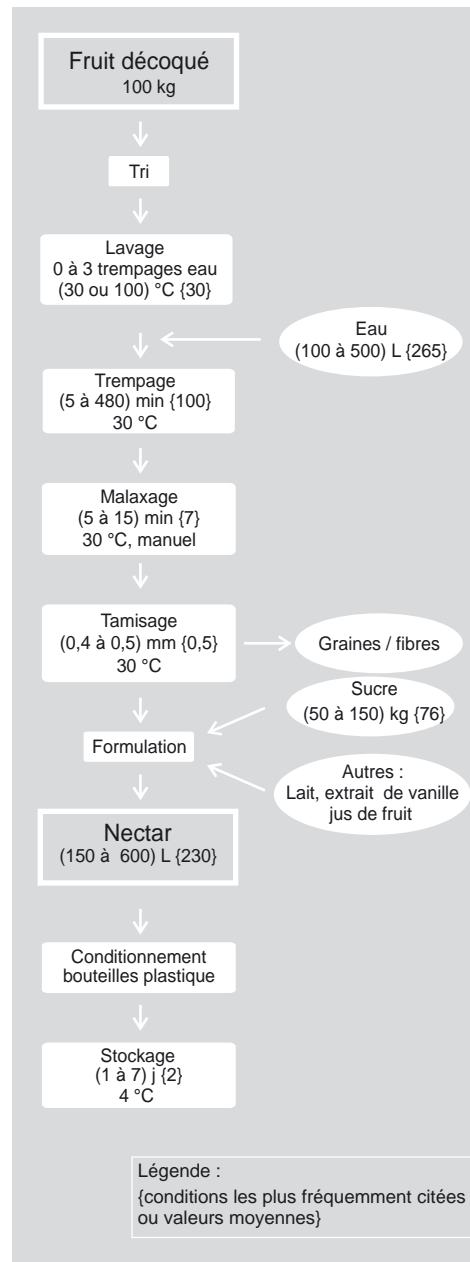 Fruit décoqué
100 kg
Tri
Lavage
0 à 3 trempages eau
(30 ou 100) °C {30}
Eau
(100 à 500) L {265}
Trempage
(5 à 480) min {100}
30 °C
Malaxage
(5 à 15) min {7}
30 °C, manuel
Tamisage
(0,4 à 0,5) mm {0,5}
30 °C
Graines / fibres
Sucre
(50 à 150) kg {76}
Formulation
Autres :
Lait, extrait de vanille
jus de fruit
Nectar
(150 à 600) L {230}
Conditionnement
bouteilles plastique
Stockage
(1 à 7) j {2}
4 °C
Légende :
{conditions les plus fréquemment citées
ou valeurs moyennes}